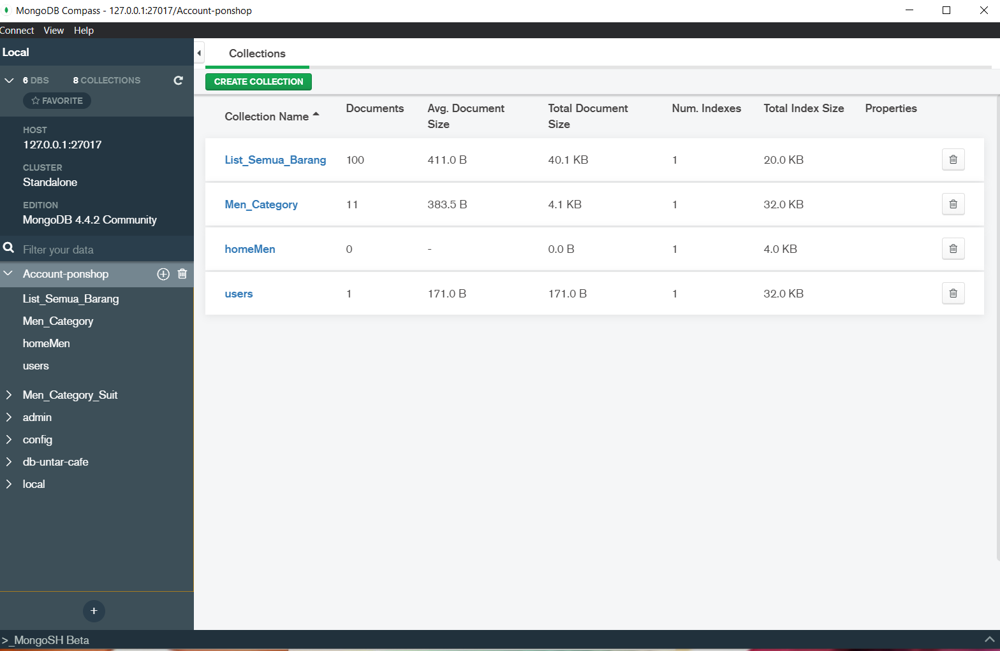 MongoDB Compass - 127.0.0.1:27017/Account-ponshop
Connect View Help
Local
6 DBS 8 COLLECTIONS
FAVORITE
HOST
127.0.0.1:27017
CLUSTER
Standalone
EDITION
MongoDB 4.4.2 Community
Filter your data
Account-ponshop
List_Semua_Barang
Men_Category
homeMen
users
Men_Category_Suit
admin
config
db-untar-cafe
local
+
>_MongoSH Beta
Collections
CREATE COLLECTION
Collection Name Documents Avg. Document Size Total Document Size Num. Indexes Total Index Size Properties
List_Semua_Barang 100 411.0 B 40.1 KB 1 20.0 KB
Men_Category 11 383.5 B 4.1 KB 1 32.0 KB
homeMen 0 - 0.0 B 1 4.0 KB
users 1 171.0 B 171.0 B 1 32.0 KB